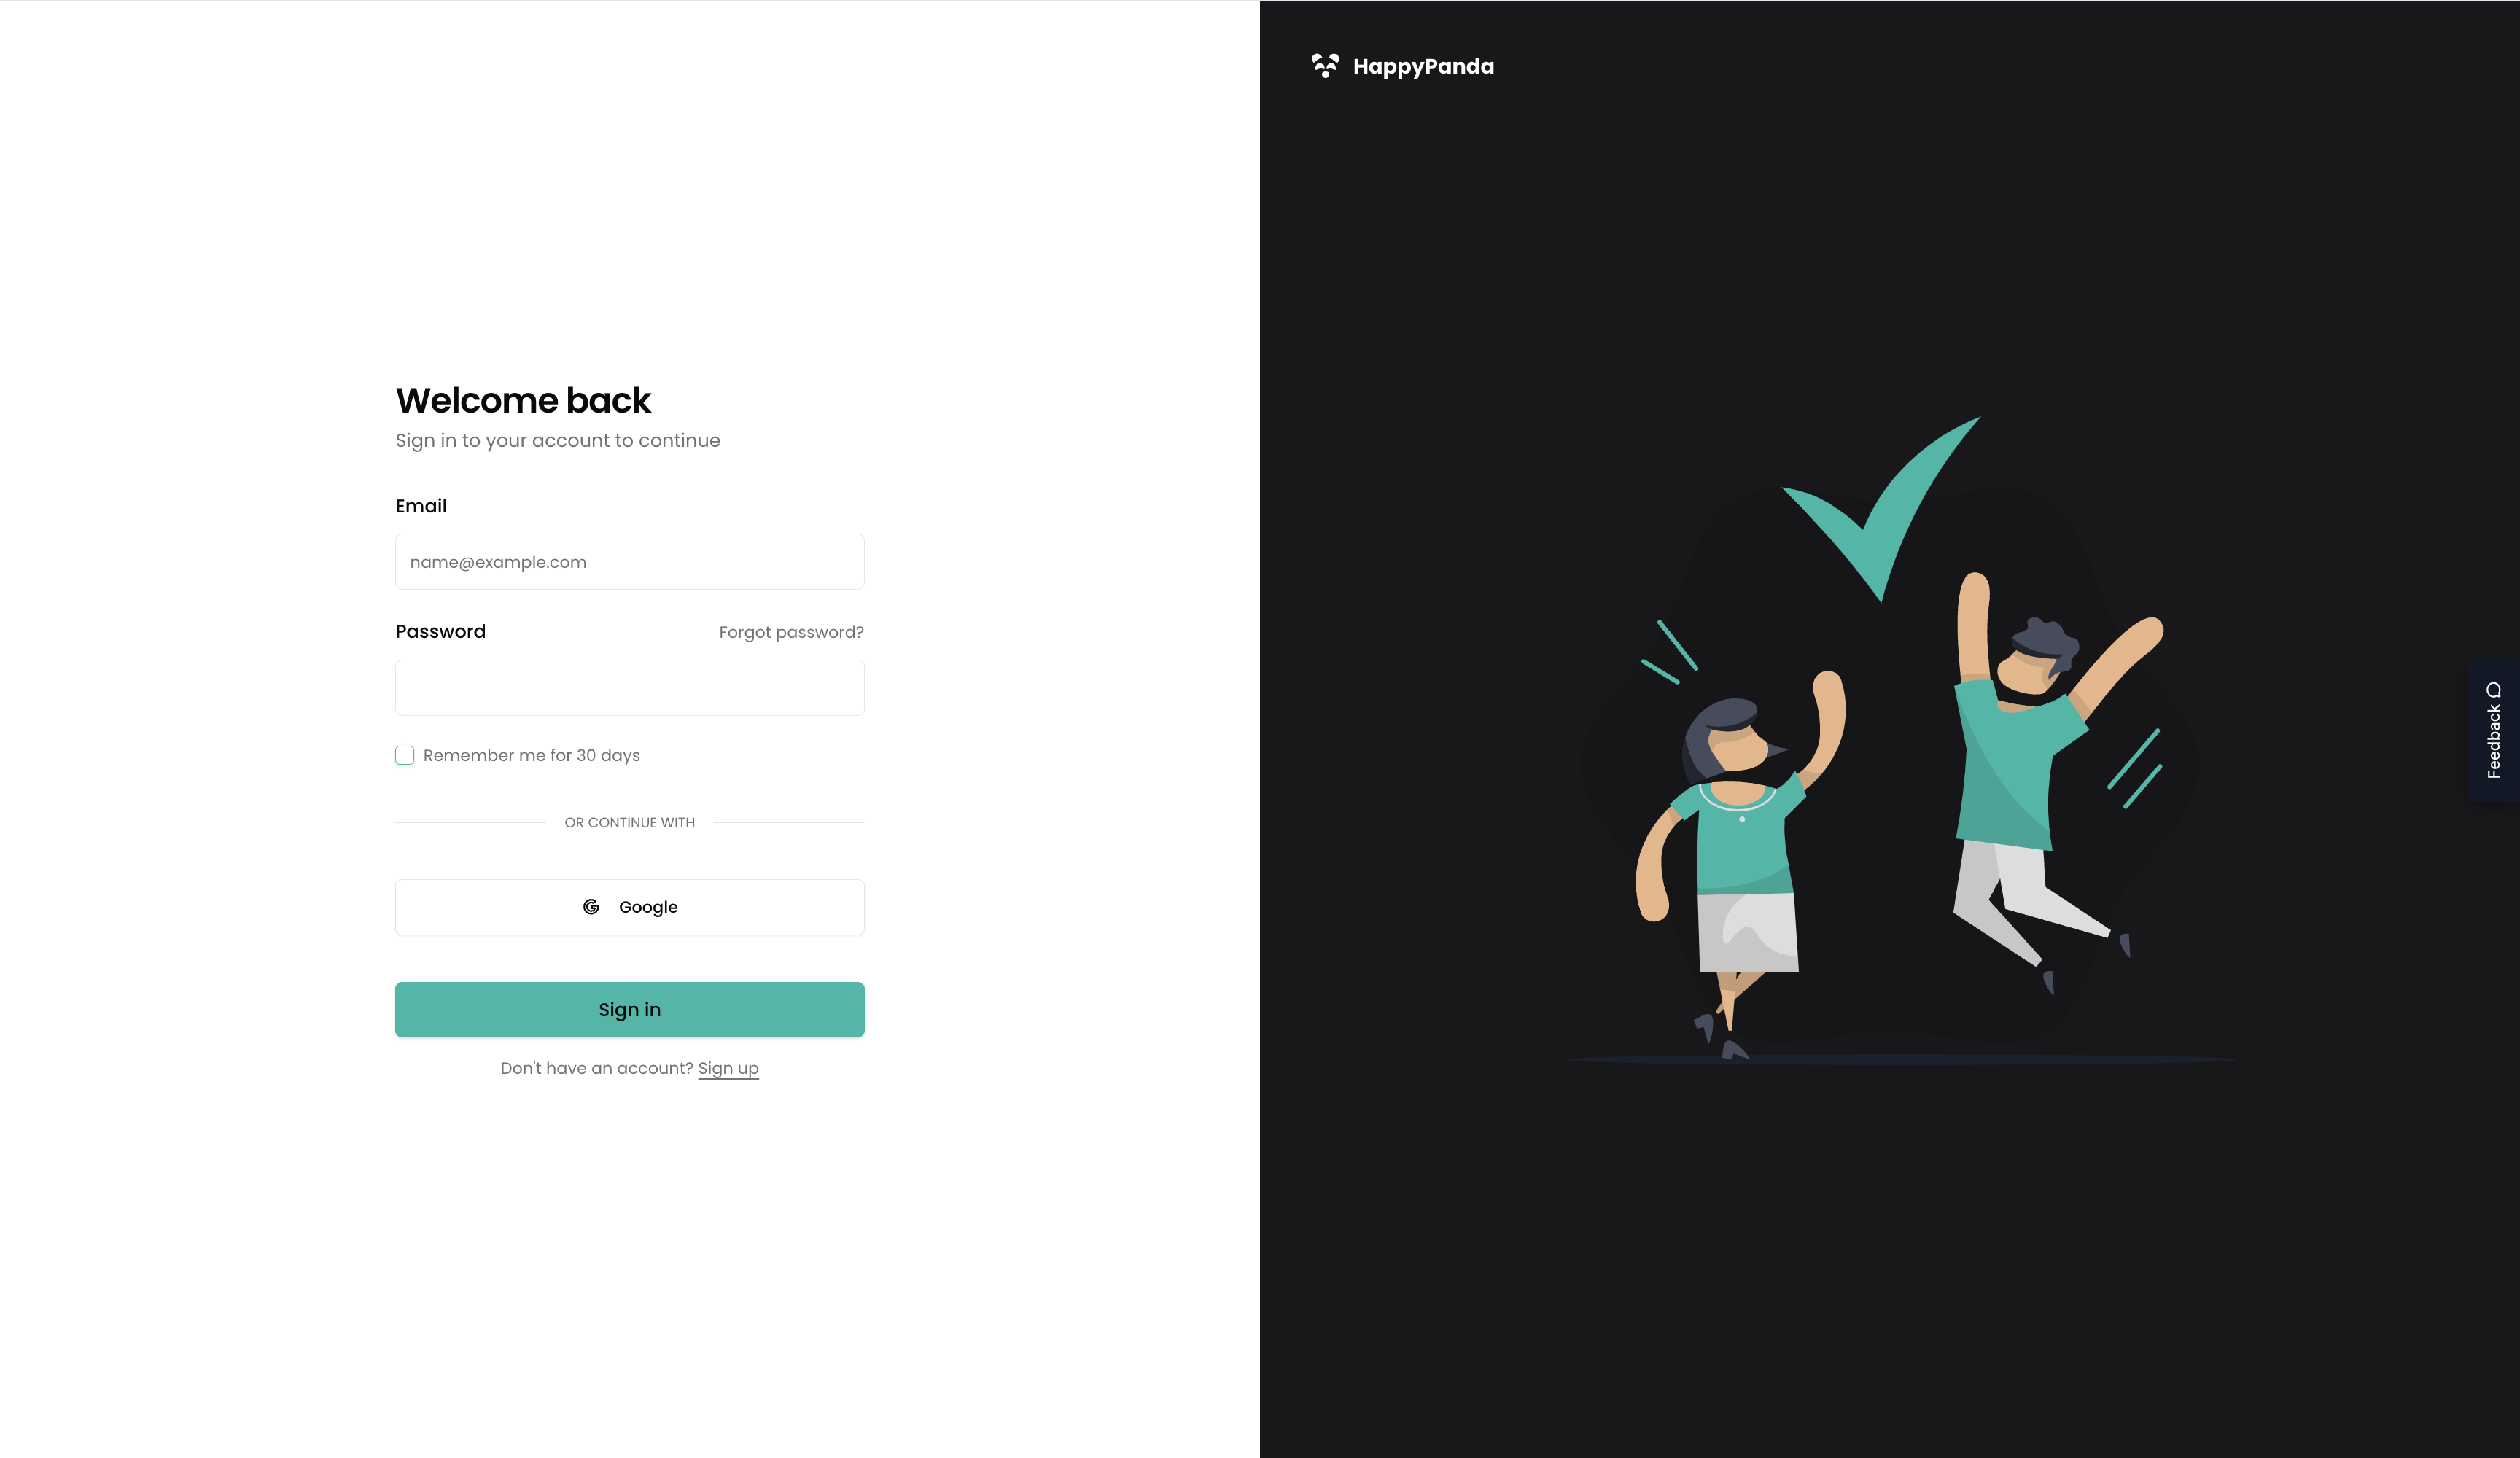 HappyPanda
Welcome back
Sign in to your account to continue
Email
name@example.com
Password
Forgot password?
Remember me for 30 days
OR CONTINUE WITH
Google
Sign in
Don't have an account? Sign up
Feedback